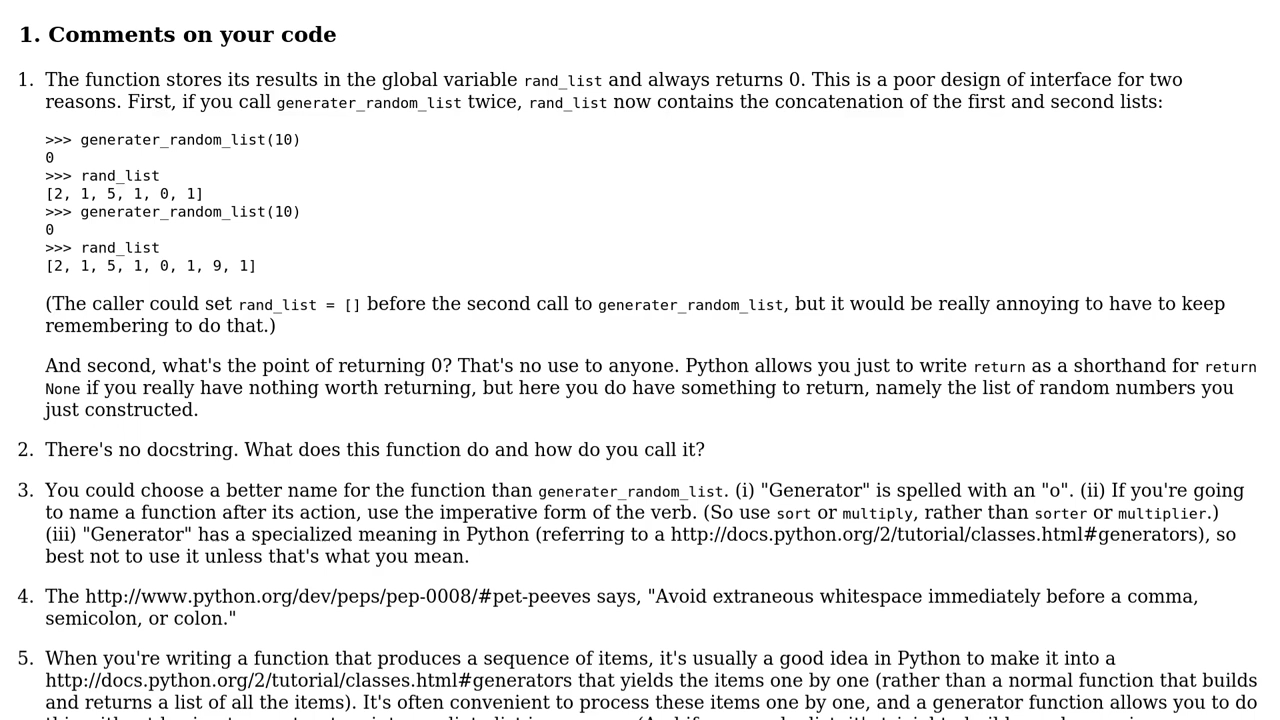 1. Comments on your code
1. The function stores its results in the global variable rand_list and always returns 0. This is a poor design of interface for two
reasons. First, if you call generater_random_list twice, rand_list now contains the concatenation of the first and second lists:
>>> generater_random_list(10)
0
>>> rand_list
[2, 1, 5, 1, 0, 1]
>>> generater_random_list(10)
0
>>> rand_list
[2, 1, 5, 1, 0, 1, 9, 1]
(The caller could set rand_list = [] before the second call to generater_random_list, but it would be really annoying to have to keep
remembering to do that.)
And second, what's the point of returning 0? That's no use to anyone. Python allows you just to write return as a shorthand for return
None if you really have nothing worth returning, but here you do have something to return, namely the list of random numbers you
just constructed.
2. There's no docstring. What does this function do and how do you call it?
3. You could choose a better name for the function than generater_random_list. (i) "Generator" is spelled with an "o". (ii) If you're going
to name a function after its action, use the imperative form of the verb. (So use sort or multiply, rather than sorter or multiplier.)
(iii) "Generator" has a specialized meaning in Python (referring to a http://docs.python.org/2/tutorial/classes.html#generators), so
best not to use it unless that's what you mean.
4. The http://www.python.org/dev/peps/pep-0008/#pet-peeves says, "Avoid extraneous whitespace immediately before a comma,
semicolon, or colon."
5. When you're writing a function that produces a sequence of items, it's usually a good idea in Python to make it into a
http://docs.python.org/2/tutorial/classes.html#generators that yields the items one by one (rather than a normal function that builds
and returns a list of all the items). It's often convenient to process these items one by one, and a generator function allows you to do